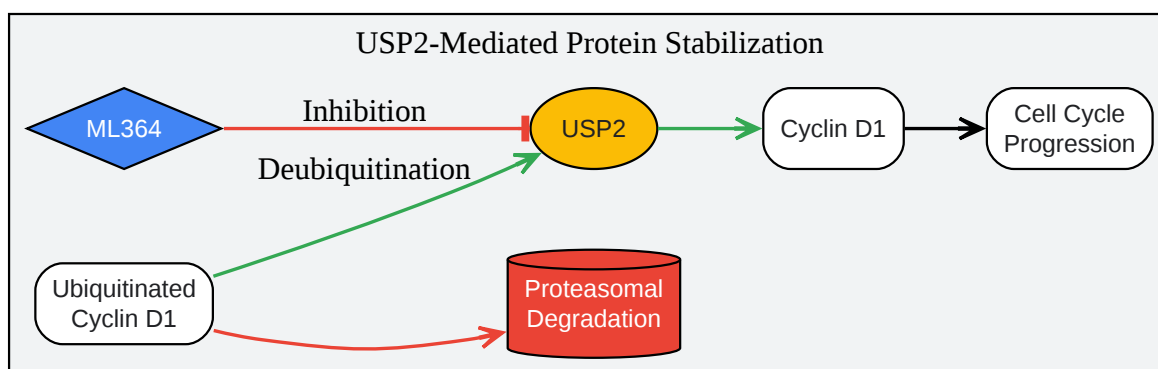 USP2-Mediated Protein Stabilization
ML364
Inhibition
USP2
Cyclin D1
Cell Cycle
Progression
Deubiquitination
Ubiquitinated
Cyclin D1
Proteasomal
Degradation